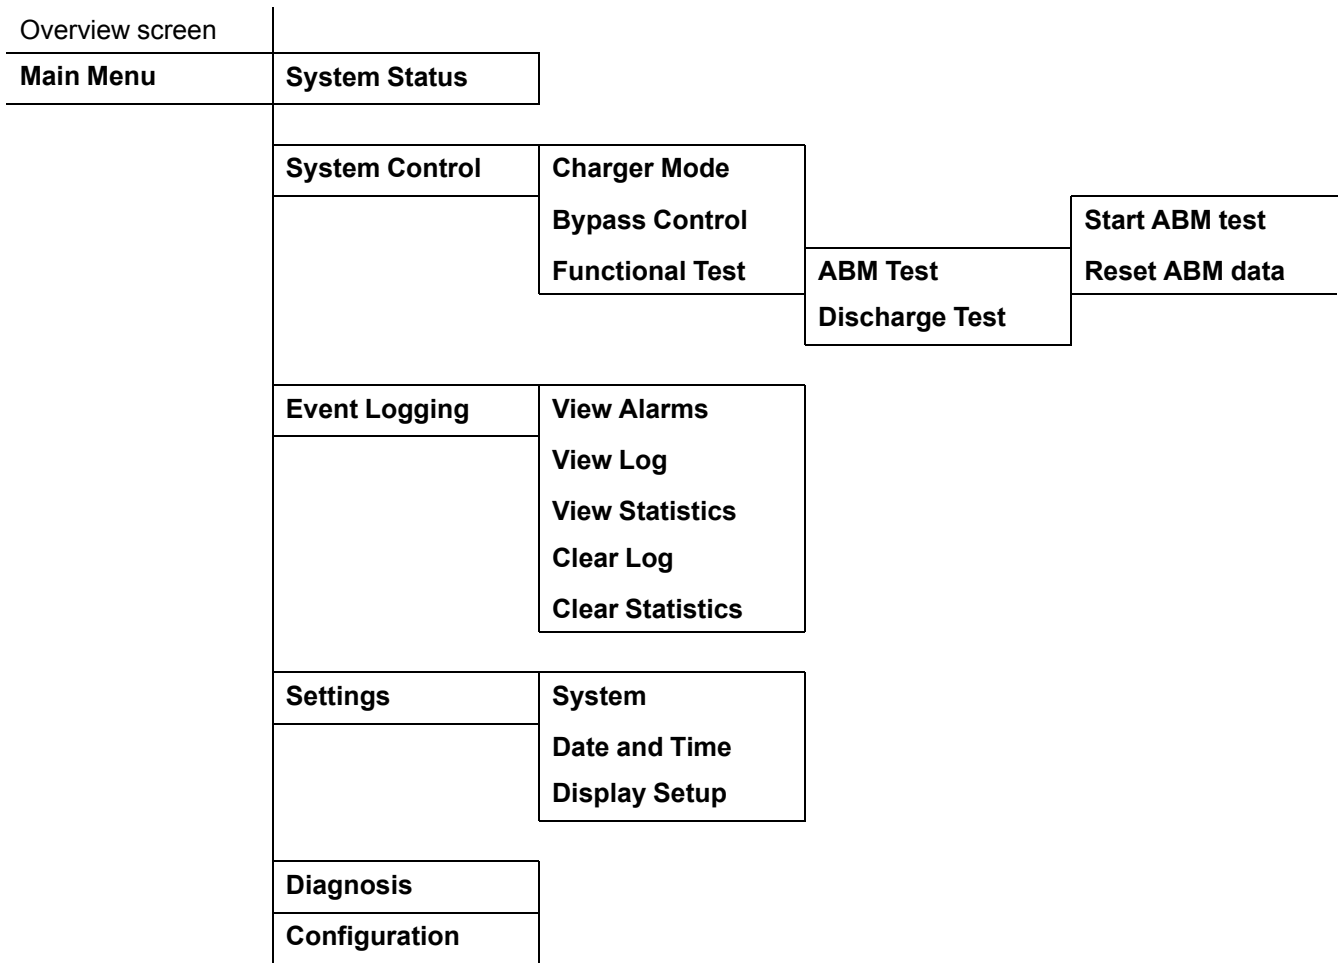 Overview screen
Main Menu
System Status
System Control
Charger Mode
Bypass Control
Start ABM test
Functional Test
ABM Test
Reset ABM data
Discharge Test
Event Logging
View Alarms
View Log
View Statistics
Clear Log
Clear Statistics
Settings
System
Date and Time
Display Setup
Diagnosis
Configuration